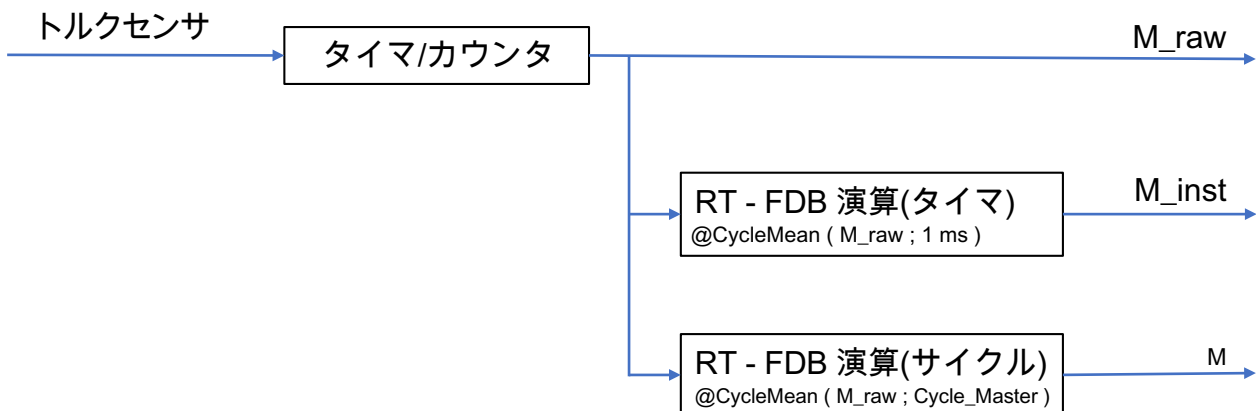 トルクセンサ
タイマ/カウンタ
M_raw
RT - FDB 演算(タイマ)
@CycleMean ( M_raw ; 1 ms )
M_inst
RT - FDB 演算(サイクル)
@CycleMean ( M_raw ; Cycle_Master )
M